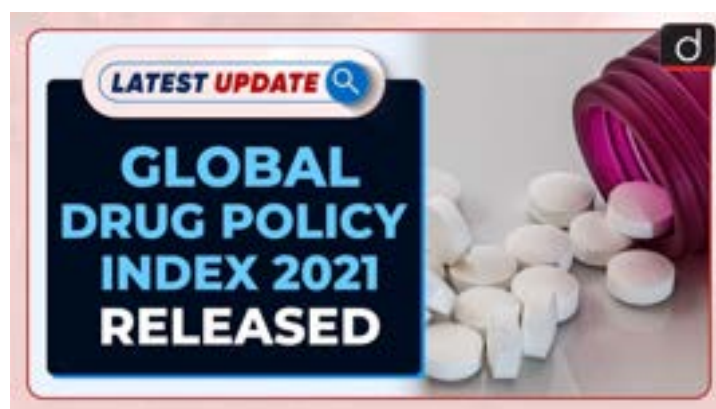 d
LATEST UPDATE
GLOBAL
DRUG POLICY
INDEX 2021
RELEASED